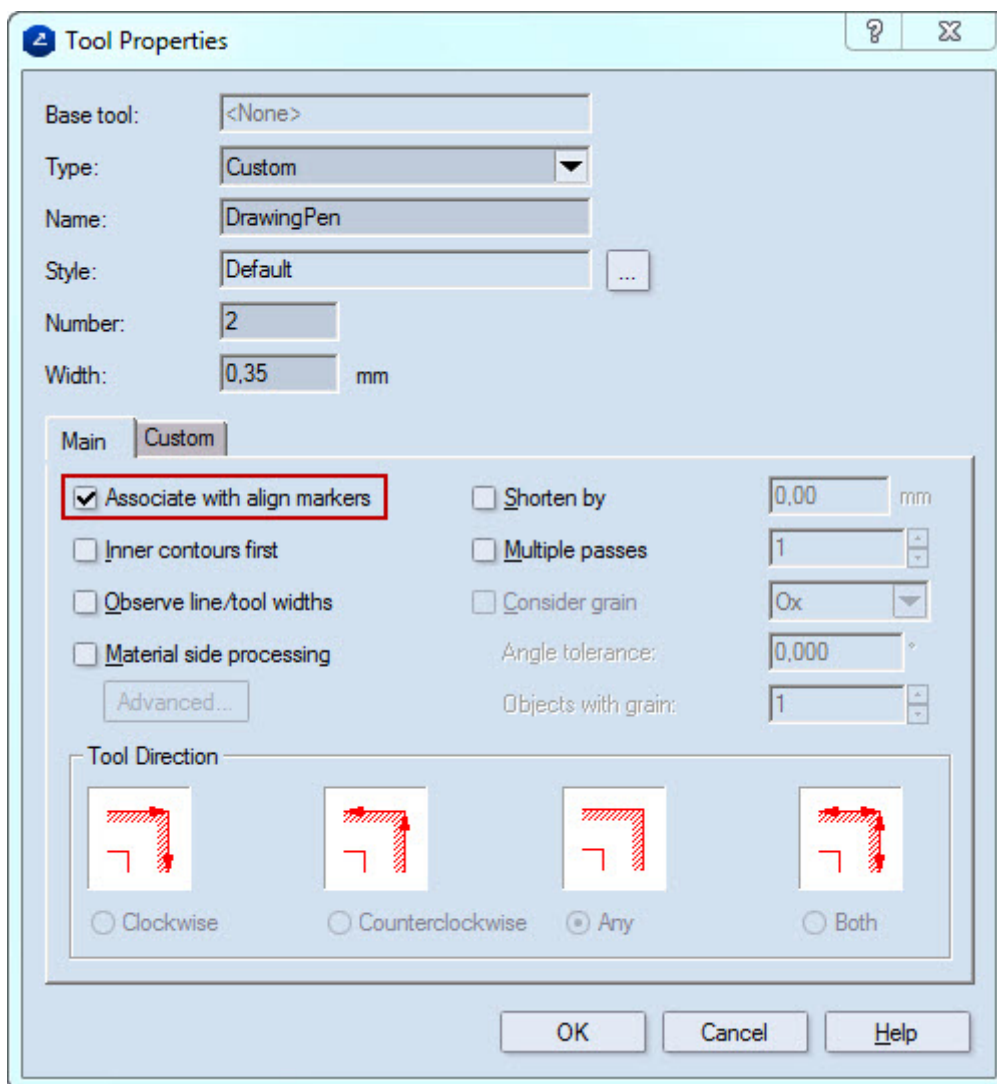 Tool Properties
Base tool: <None>
Type: Custom
Name: DrawingPen
Style: Default ...
Number: 2
Width: 0,35 mm
Main Custom
Associate with align markers Shorten by 0,00 mm
Inner contours first Multiple passes 1
Observe line/tool widths Consider grain Ox
Material side processing Angle tolerance: 0,000 °
Advanced... Objects with grain: 1
Tool Direction
Clockwise Counterclockwise Any Both
OK Cancel Help